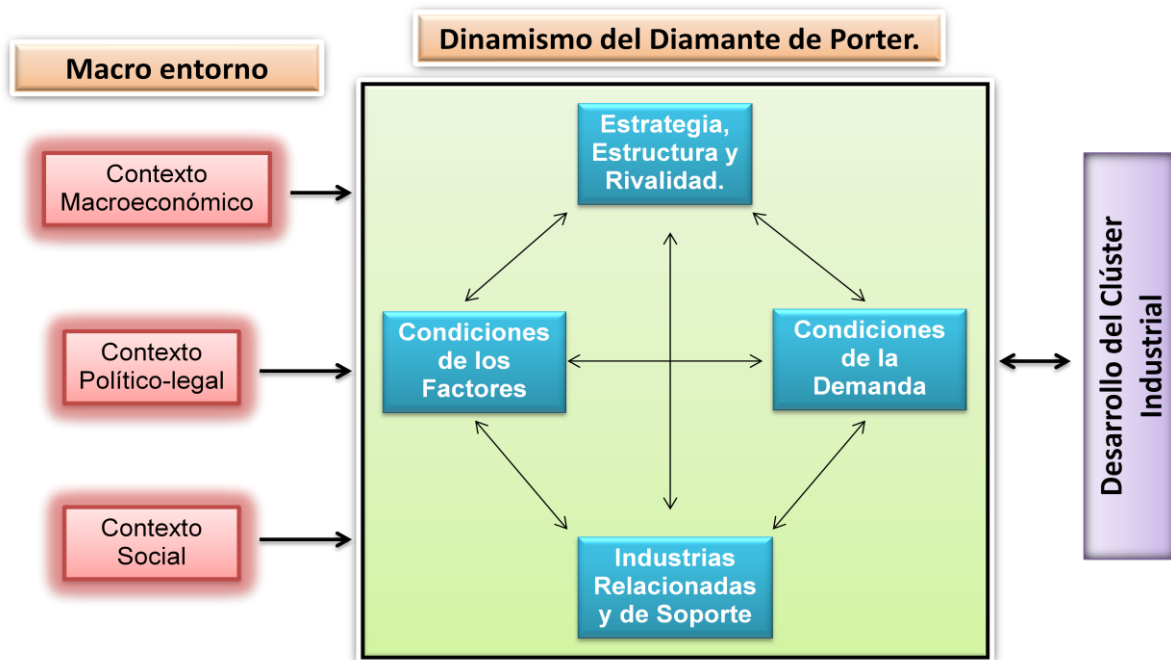 Dinamismo del Diamante de Porter.
Macro entorno
Contexto
Macroeconómico
Contexto
Político-legal
Contexto
Social
Estrategia,
Estructura y
Rivalidad.
Condiciones
de los
Factores
Condiciones
de la
Demanda
Industrias
Relacionadas
y de Soporte
Desarrollo del Clúster
Industrial